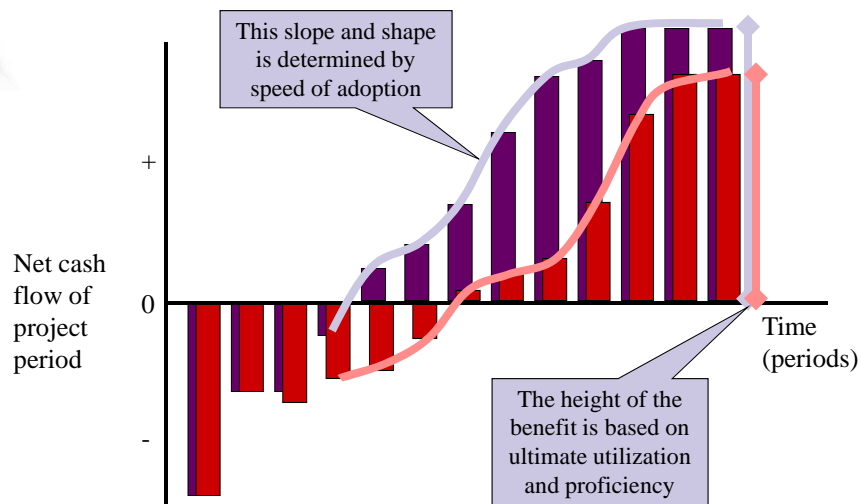 This slope and shape
is determined by
speed of adoption
+
Net cash
flow of
project
period
0
Time
(periods)
-
The height of the
benefit is based on
ultimate utilization
and proficiency